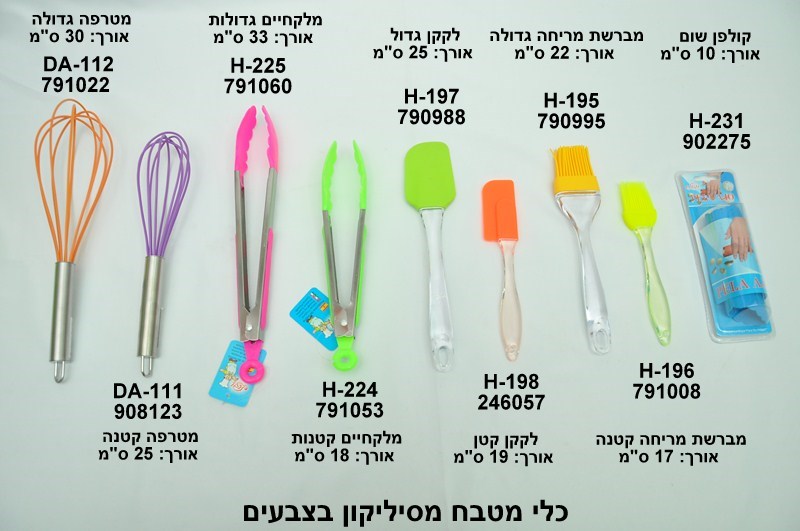 מטרפה גדולה
אורך: 30 ס"מ
DA-112
791022
מלקחיים גדולות
אורך: 33 ס"מ
H-225
791060
לקקן גדול
אורך: 25 ס"מ
H-197
790988
מברשת מריחה גדולה
אורך: 22 ס"מ
H-195
790995
קולפן שום
אורך: 10 ס"מ
H-231
902275
DA-111
908123
מטרפה קטנה
אורך: 25 ס"מ
H-224
791053
מלקחיים קטנות
אורך: 18 ס"מ
H-198
246057
לקקן קטן
אורך: 19 ס"מ
H-196
791008
מברשת מריחה קטנה
אורך: 17 ס"מ
כלי מטבח מסיליקון בצבעים